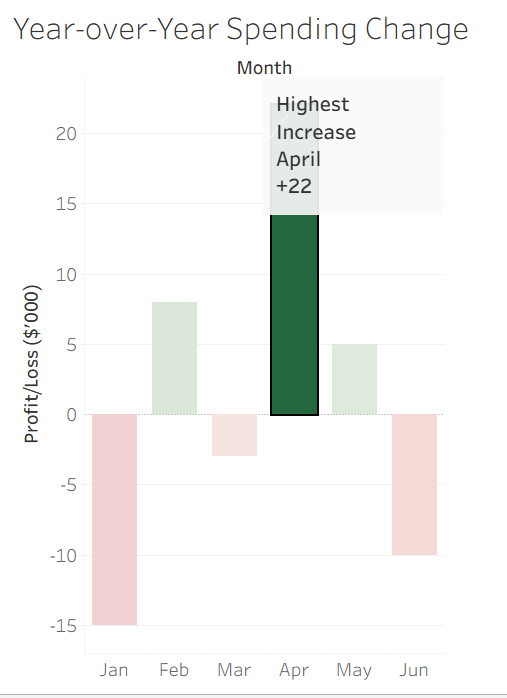 Year-over-Year Spending Change
Month
Highest
Increase
April
+22
Profit/Loss ($'000)
20
15
10
5
0
-5
-10
-15
Jan Feb Mar Apr May Jun